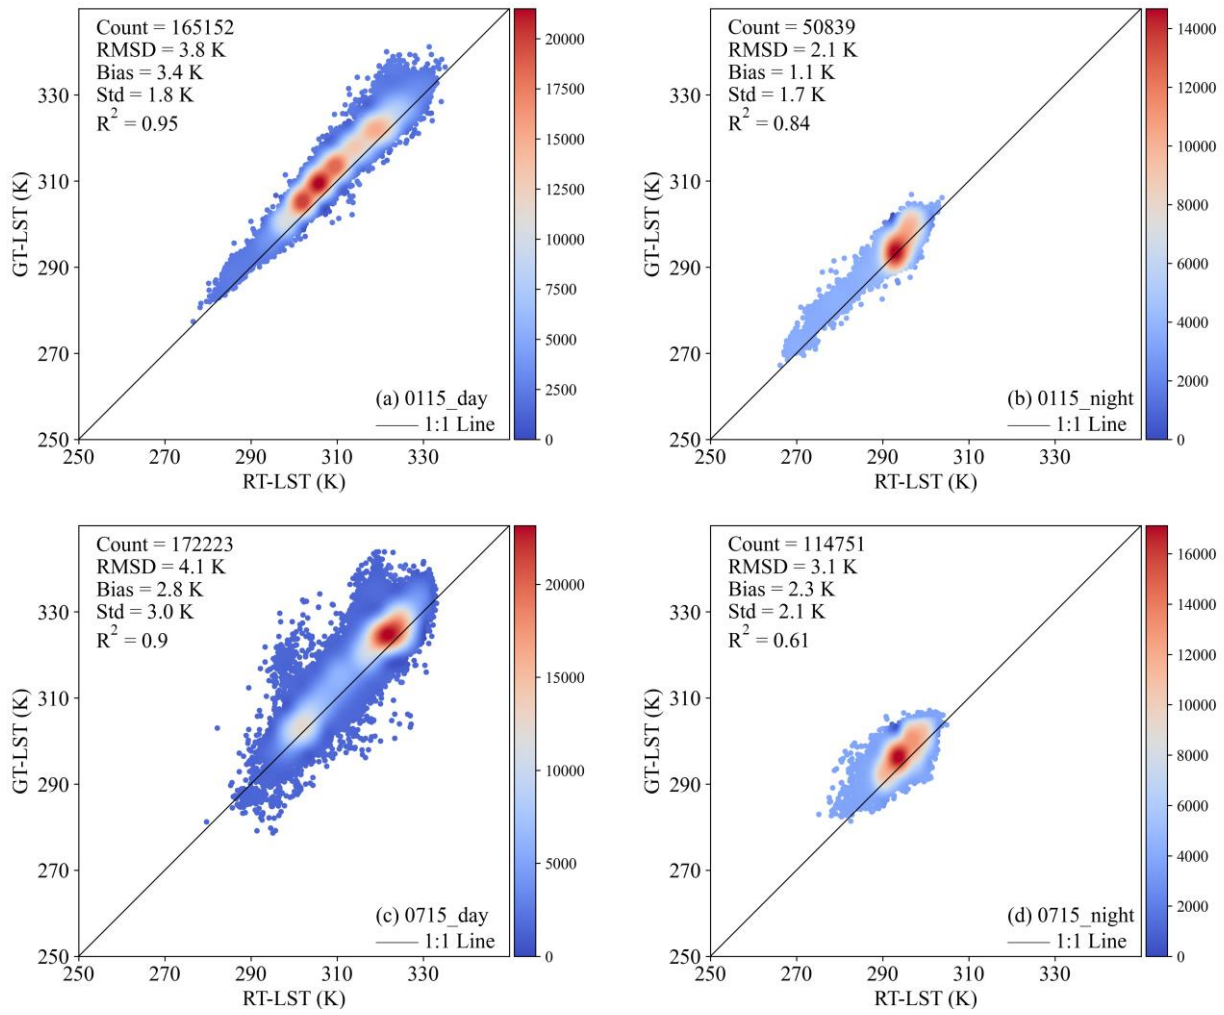 Count = 165152
RMSD = 3.8 K
Bias = 3.4 K
Std = 1.8 K
R² = 0.95
330
310
290
270
250
GT-LST (K)
(a) 0115_day
1:1 Line
250 270 290 310 330
RT-LST (K)
20000
17500
15000
12500
10000
7500
5000
2500
0
Count = 50839
RMSD = 2.1 K
Bias = 1.1 K
Std = 1.7 K
R² = 0.84
330
310
290
270
250
GT-LST (K)
(b) 0115_night
1:1 Line
250 270 290 310 330
RT-LST (K)
14000
12000
10000
8000
6000
4000
2000
0
Count = 172223
RMSD = 4.1 K
Bias = 2.8 K
Std = 3.0 K
R² = 0.9
330
310
290
270
250
GT-LST (K)
(c) 0715_day
1:1 Line
250 270 290 310 330
RT-LST (K)
20000
15000
10000
5000
0
Count = 114751
RMSD = 3.1 K
Bias = 2.3 K
Std = 2.1 K
R² = 0.61
330
310
290
270
250
GT-LST (K)
(d) 0715_night
1:1 Line
250 270 290 310 330
RT-LST (K)
16000
14000
12000
10000
8000
6000
4000
2000
0